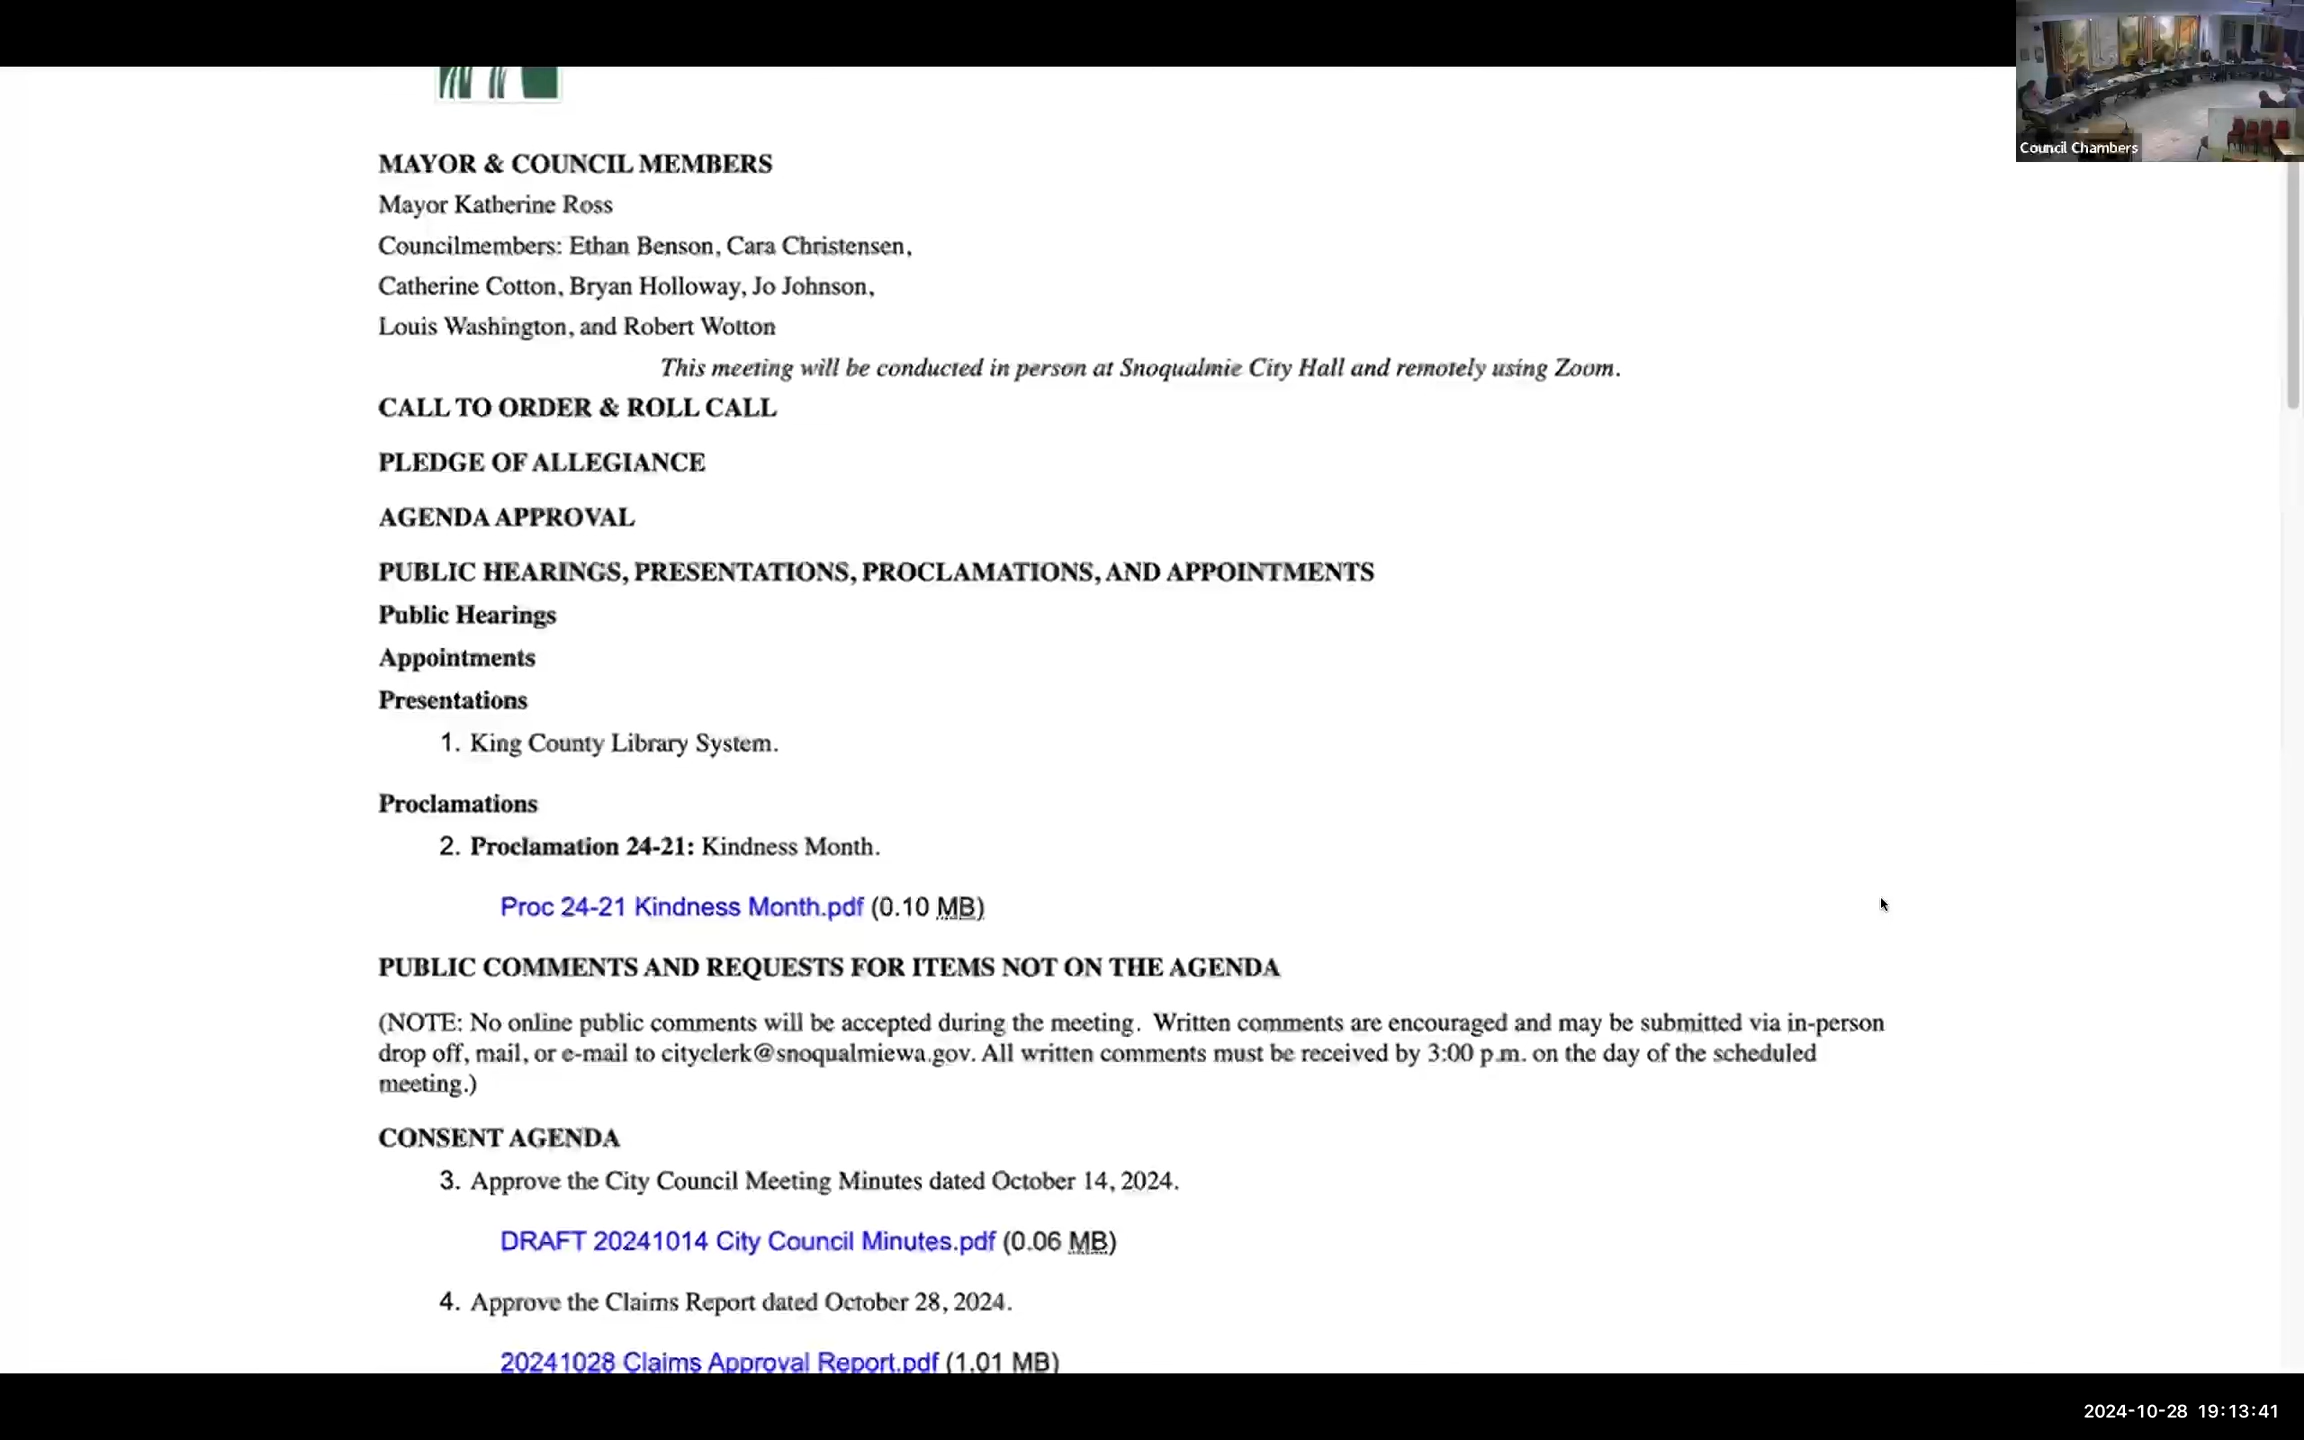 MAYOR & COUNCIL MEMBERS
Mayor Katherine Ross
Councilmembers: Ethan Benson, Cara Christensen,
Catherine Cotton, Bryan Holloway, Jo Johnson,
Louis Washington, and Robert Wotton
This meeting will be conducted in person at Snoqualmie City Hall and remotely using Zoom.
CALL TO ORDER & ROLL CALL
PLEDGE OF ALLEGIANCE
AGENDA APPROVAL
PUBLIC HEARINGS, PRESENTATIONS, PROCLAMATIONS, AND APPOINTMENTS
Public Hearings
Appointments
Presentations
1. King County Library System.
Proclamations
2. Proclamation 24-21: Kindness Month.
Proc 24-21 Kindness Month.pdf (0.10 MB)
PUBLIC COMMENTS AND REQUESTS FOR ITEMS NOT ON THE AGENDA
(NOTE: No online public comments will be accepted during the meeting. Written comments are encouraged and may be submitted via in-person
drop off, mail, or e-mail to cityclerk@snoqualmiewa.gov. All written comments must be received by 3:00 p.m. on the day of the scheduled
meeting.)
CONSENT AGENDA
3. Approve the City Council Meeting Minutes dated October 14, 2024.
DRAFT 20241014 City Council Minutes.pdf (0.06 MB)
4. Approve the Claims Report dated October 28, 2024.
20241028 Claims Approval Report.pdf (1.01 MB)
Council Chambers
2024-10-28 19:13:41